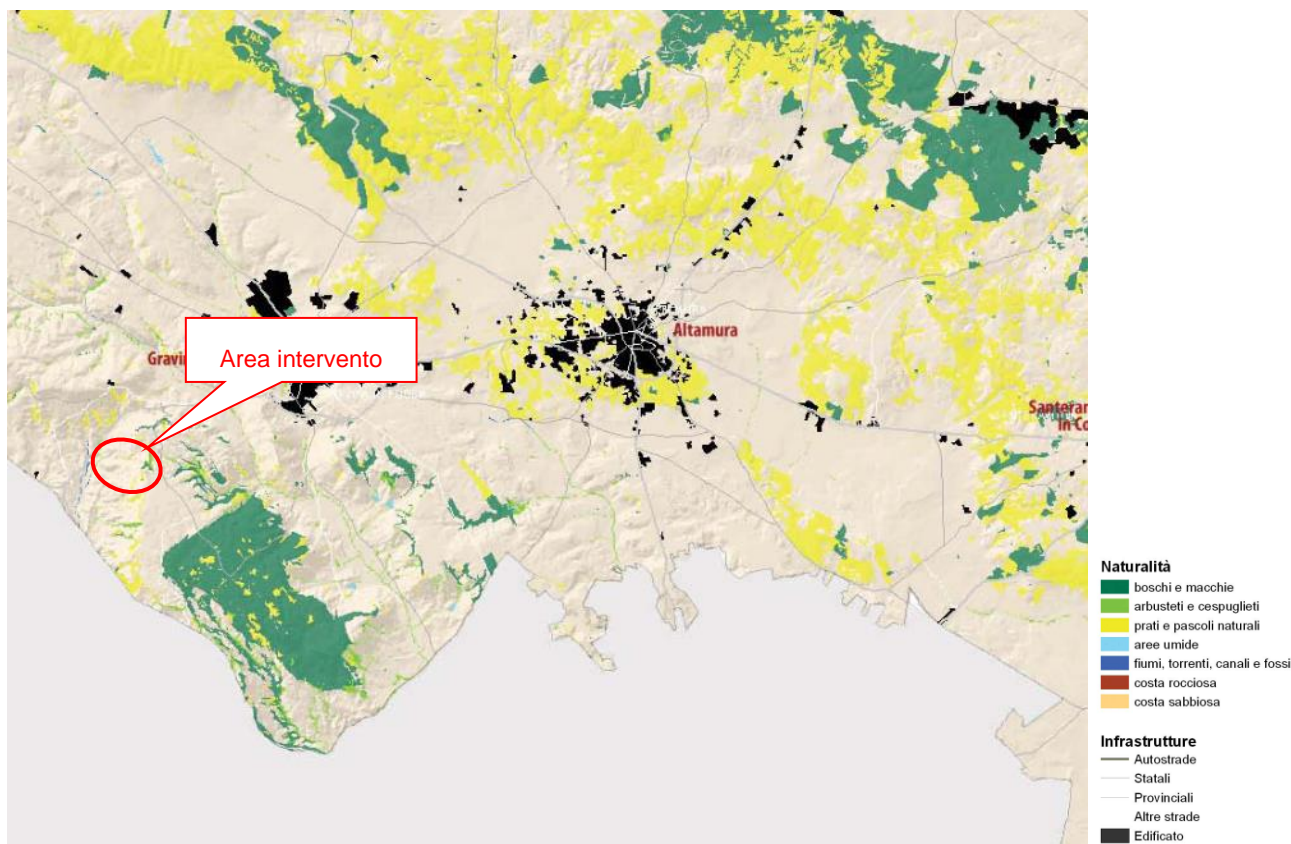 Altamura
Gravi
Area intervento
Santeran
in Co
Naturalità
boschi e macchie
arbusteti e cespuglieti
prati e pascoli naturali
aree umide
fiumi, torrenti, canali e fossi
costa rocciosa
costa sabbiosa
Infrastrutture
Autostrade
Statali
Provinciali
Altre strade
Edificato